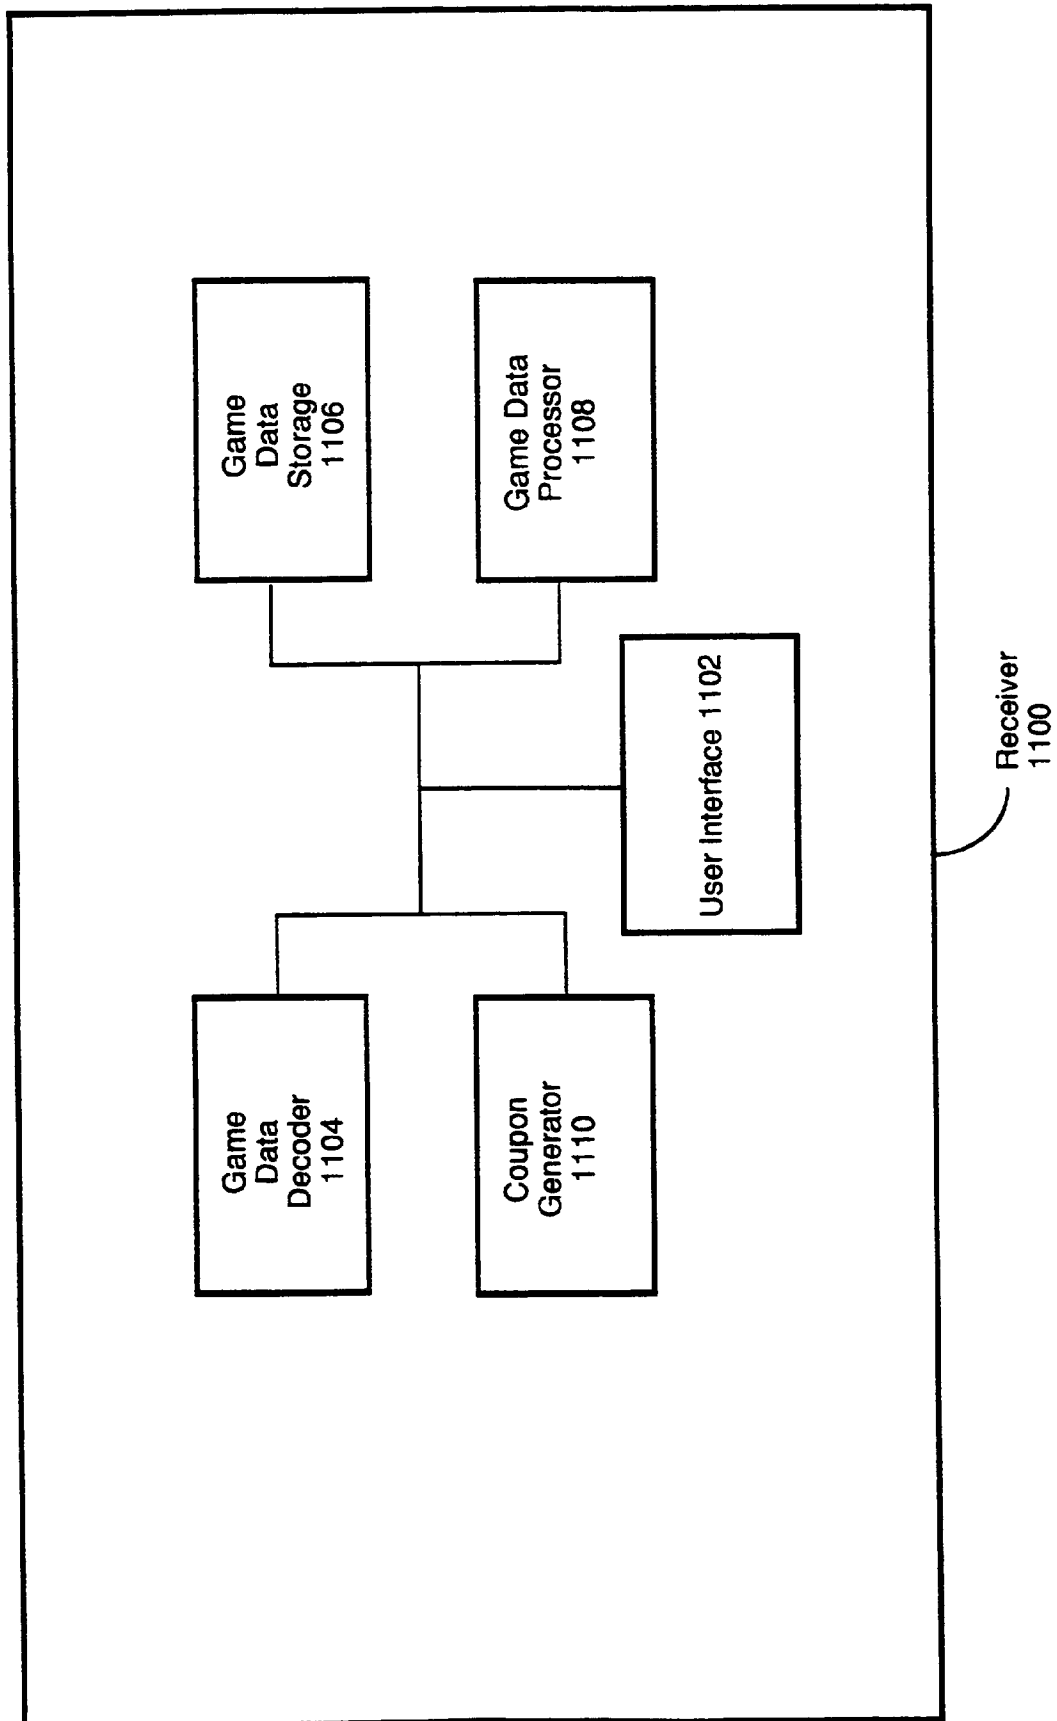 Game
Data
Decoder
1104
Game
Data
Storage
1106
Coupon
Generator
1110
Game Data
Processor
1108
User Interface 1102
Receiver
1100